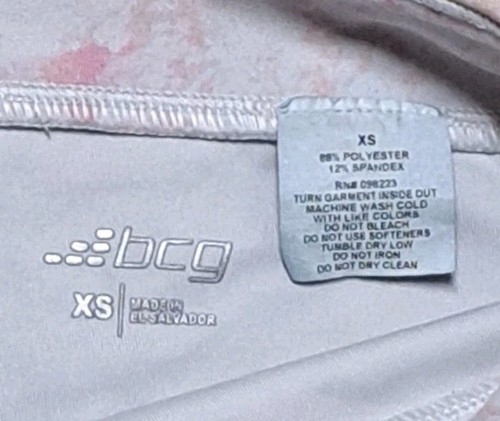 XS
88% POLYESTER
12% SPANDEX
RN# 098223
TURN GARMENT INSIDE OUT
MACHINE WASH COLD
WITH LIKE COLORS
DO NOT BLEACH
DO NOT USE SOFTENERS
TUMBLE DRY LOW
DO NOT IRON
DO NOT DRY CLEAN
bcg
XS
MADE IN
EL SALVADOR